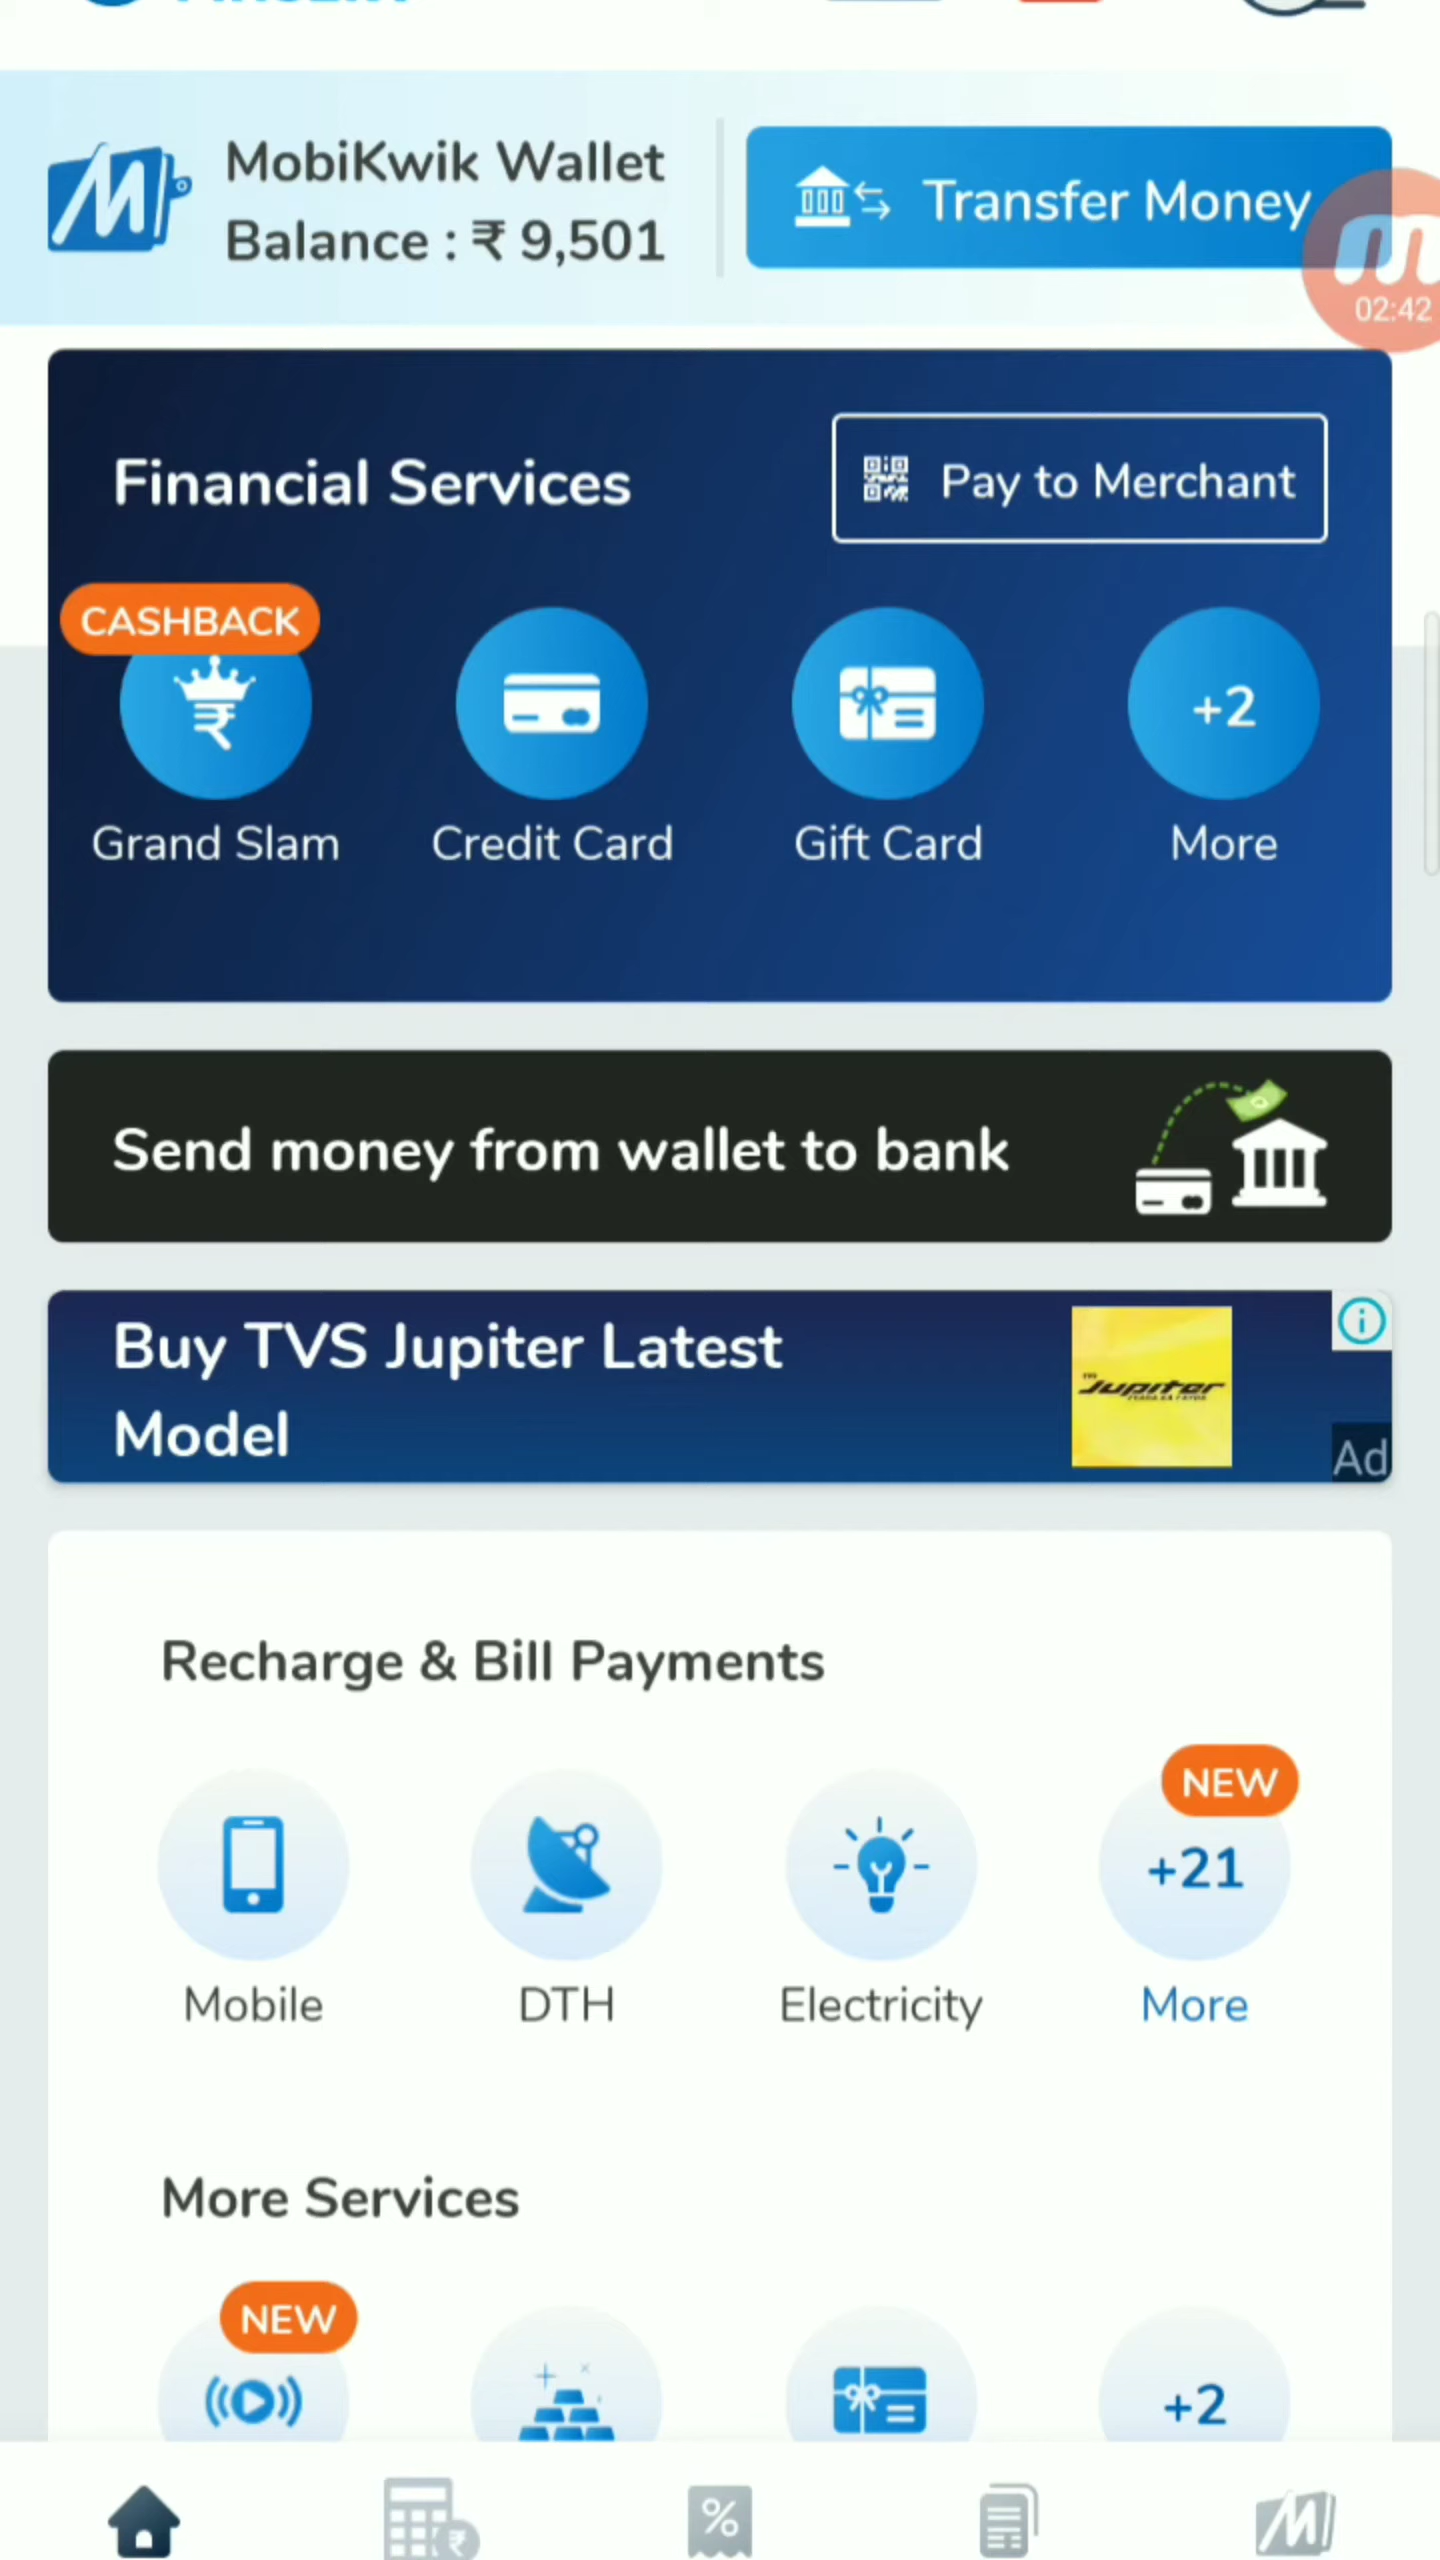 MobiKwik Wallet
Balance : ₹ 9,501
Transfer Money
02:42
Financial Services
Pay to Merchant
CASHBACK
+2
Grand Slam
Credit Card
Gift Card
More
Send money from wallet to bank
Buy TVS Jupiter Latest
Model
Jupiter
Ad
Recharge & Bill Payments
NEW
+21
Mobile
DTH
Electricity
More
More Services
NEW
+2